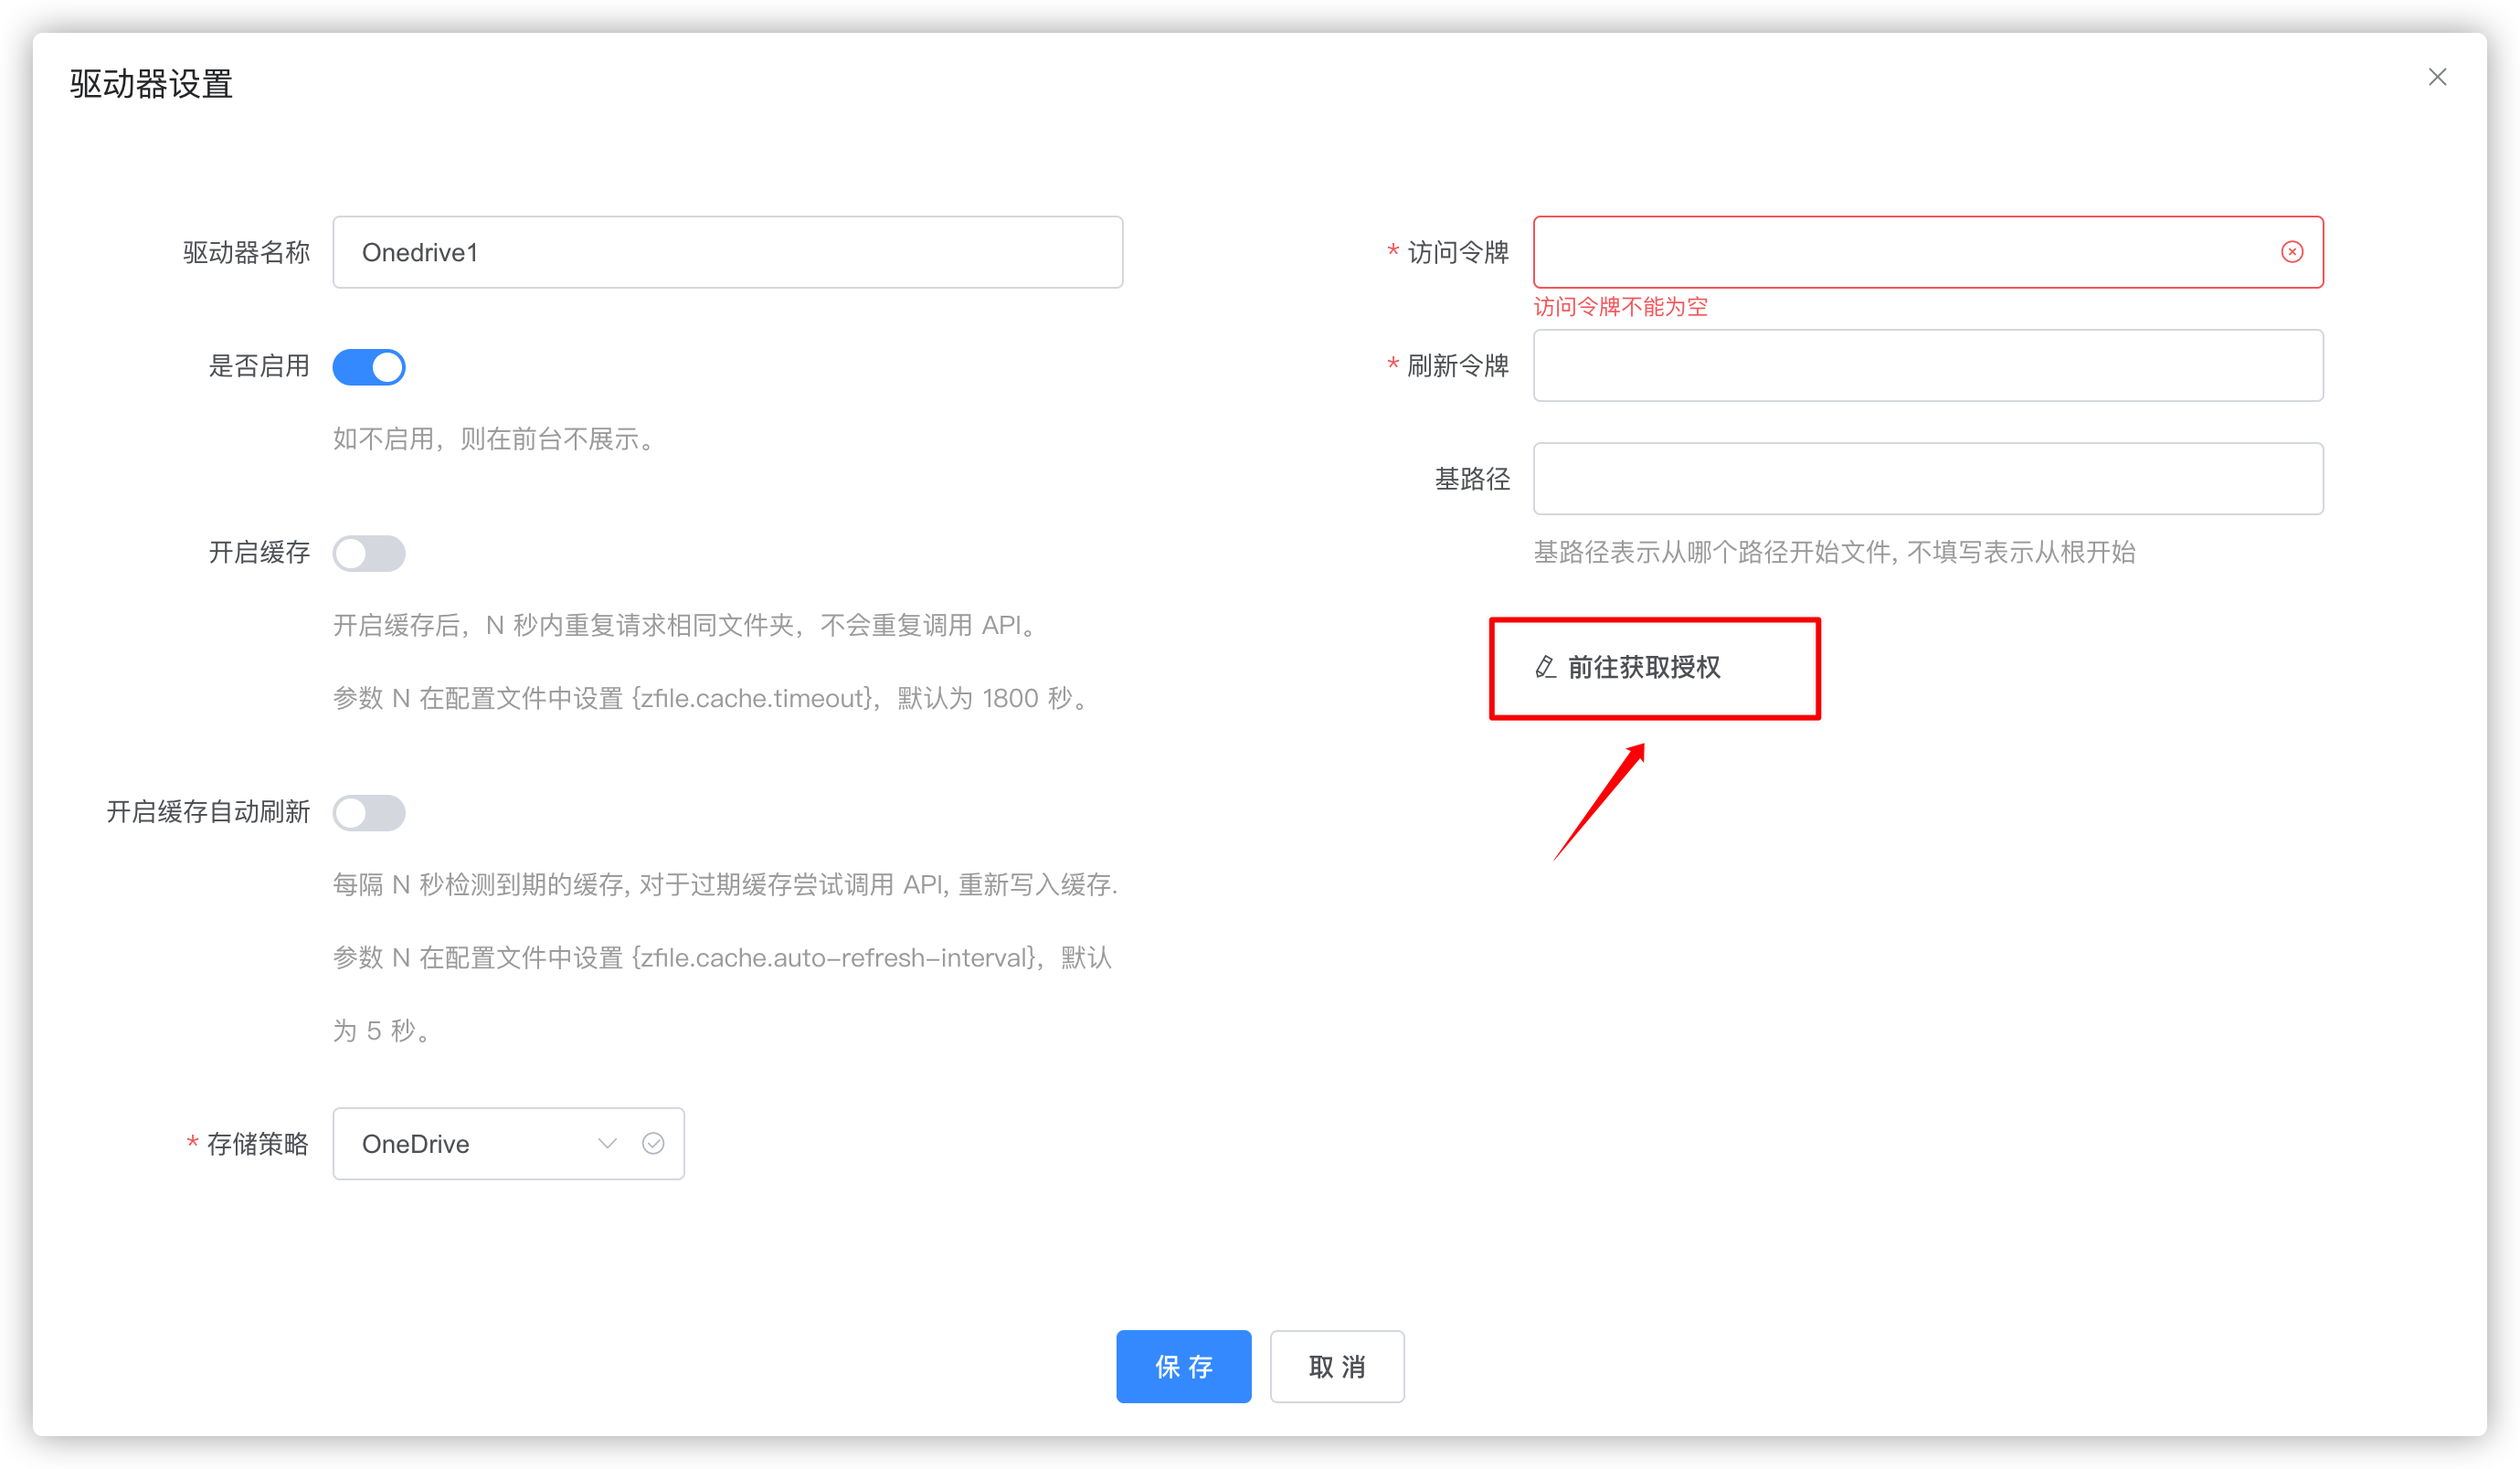 驱动器设置
驱动器名称
Onedrive1
是否启用
如不启用，则在前台不展示。
开启缓存
开启缓存后，N 秒内重复请求相同文件夹，不会重复调用 API。
参数 N 在配置文件中设置 {zfile.cache.timeout}，默认为 1800 秒。
开启缓存自动刷新
每隔 N 秒检测到期的缓存, 对于过期缓存尝试调用 API, 重新写入缓存.
参数 N 在配置文件中设置 {zfile.cache.auto-refresh-interval}，默认
为 5 秒。
* 存储策略
OneDrive
* 访问令牌
访问令牌不能为空
* 刷新令牌
基路径
基路径表示从哪个路径开始文件, 不填写表示从根开始
前往获取授权
保 存
取 消